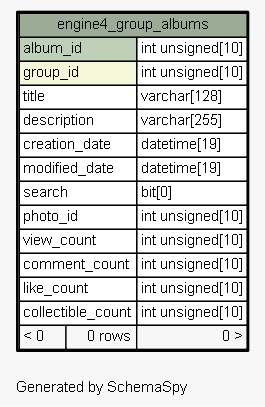 engine4_group_albums
album_id int unsigned[10]
group_id int unsigned[10]
title varchar[128]
description varchar[255]
creation_date datetime[19]
modified_date datetime[19]
search bit[0]
photo_id int unsigned[10]
view_count int unsigned[10]
comment_count int unsigned[10]
like_count int unsigned[10]
collectible_count int unsigned[10]
< 0 0 rows 0 >
Generated by SchemaSpy